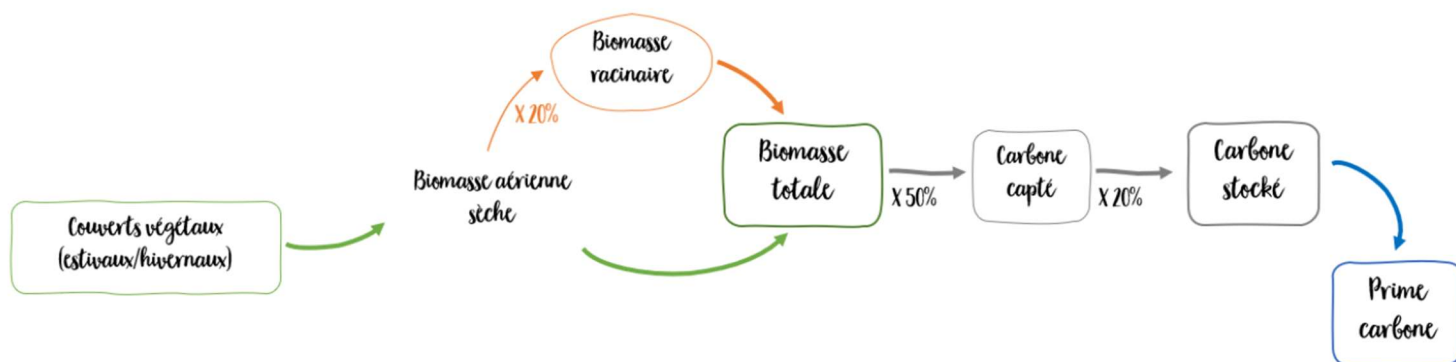 Couverts végétaux
(estivaux/hivernaux)
Biomasse aérienne
sèche
X 20%
Biomasse
racinaire
Biomasse
totale
X 50%
Carbone
capté
X 20%
Carbone
stocké
Prime
carbone